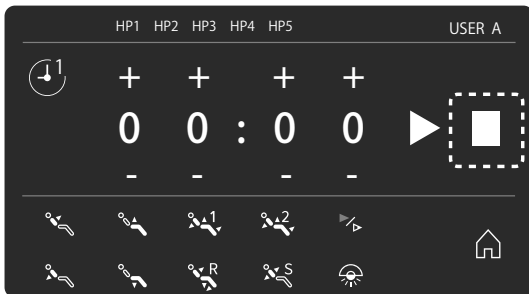 HP1 HP2 HP3 HP4 HP5 USER A
1
+ + + +
0 0 : 0 0
- - - -
1 2
R S